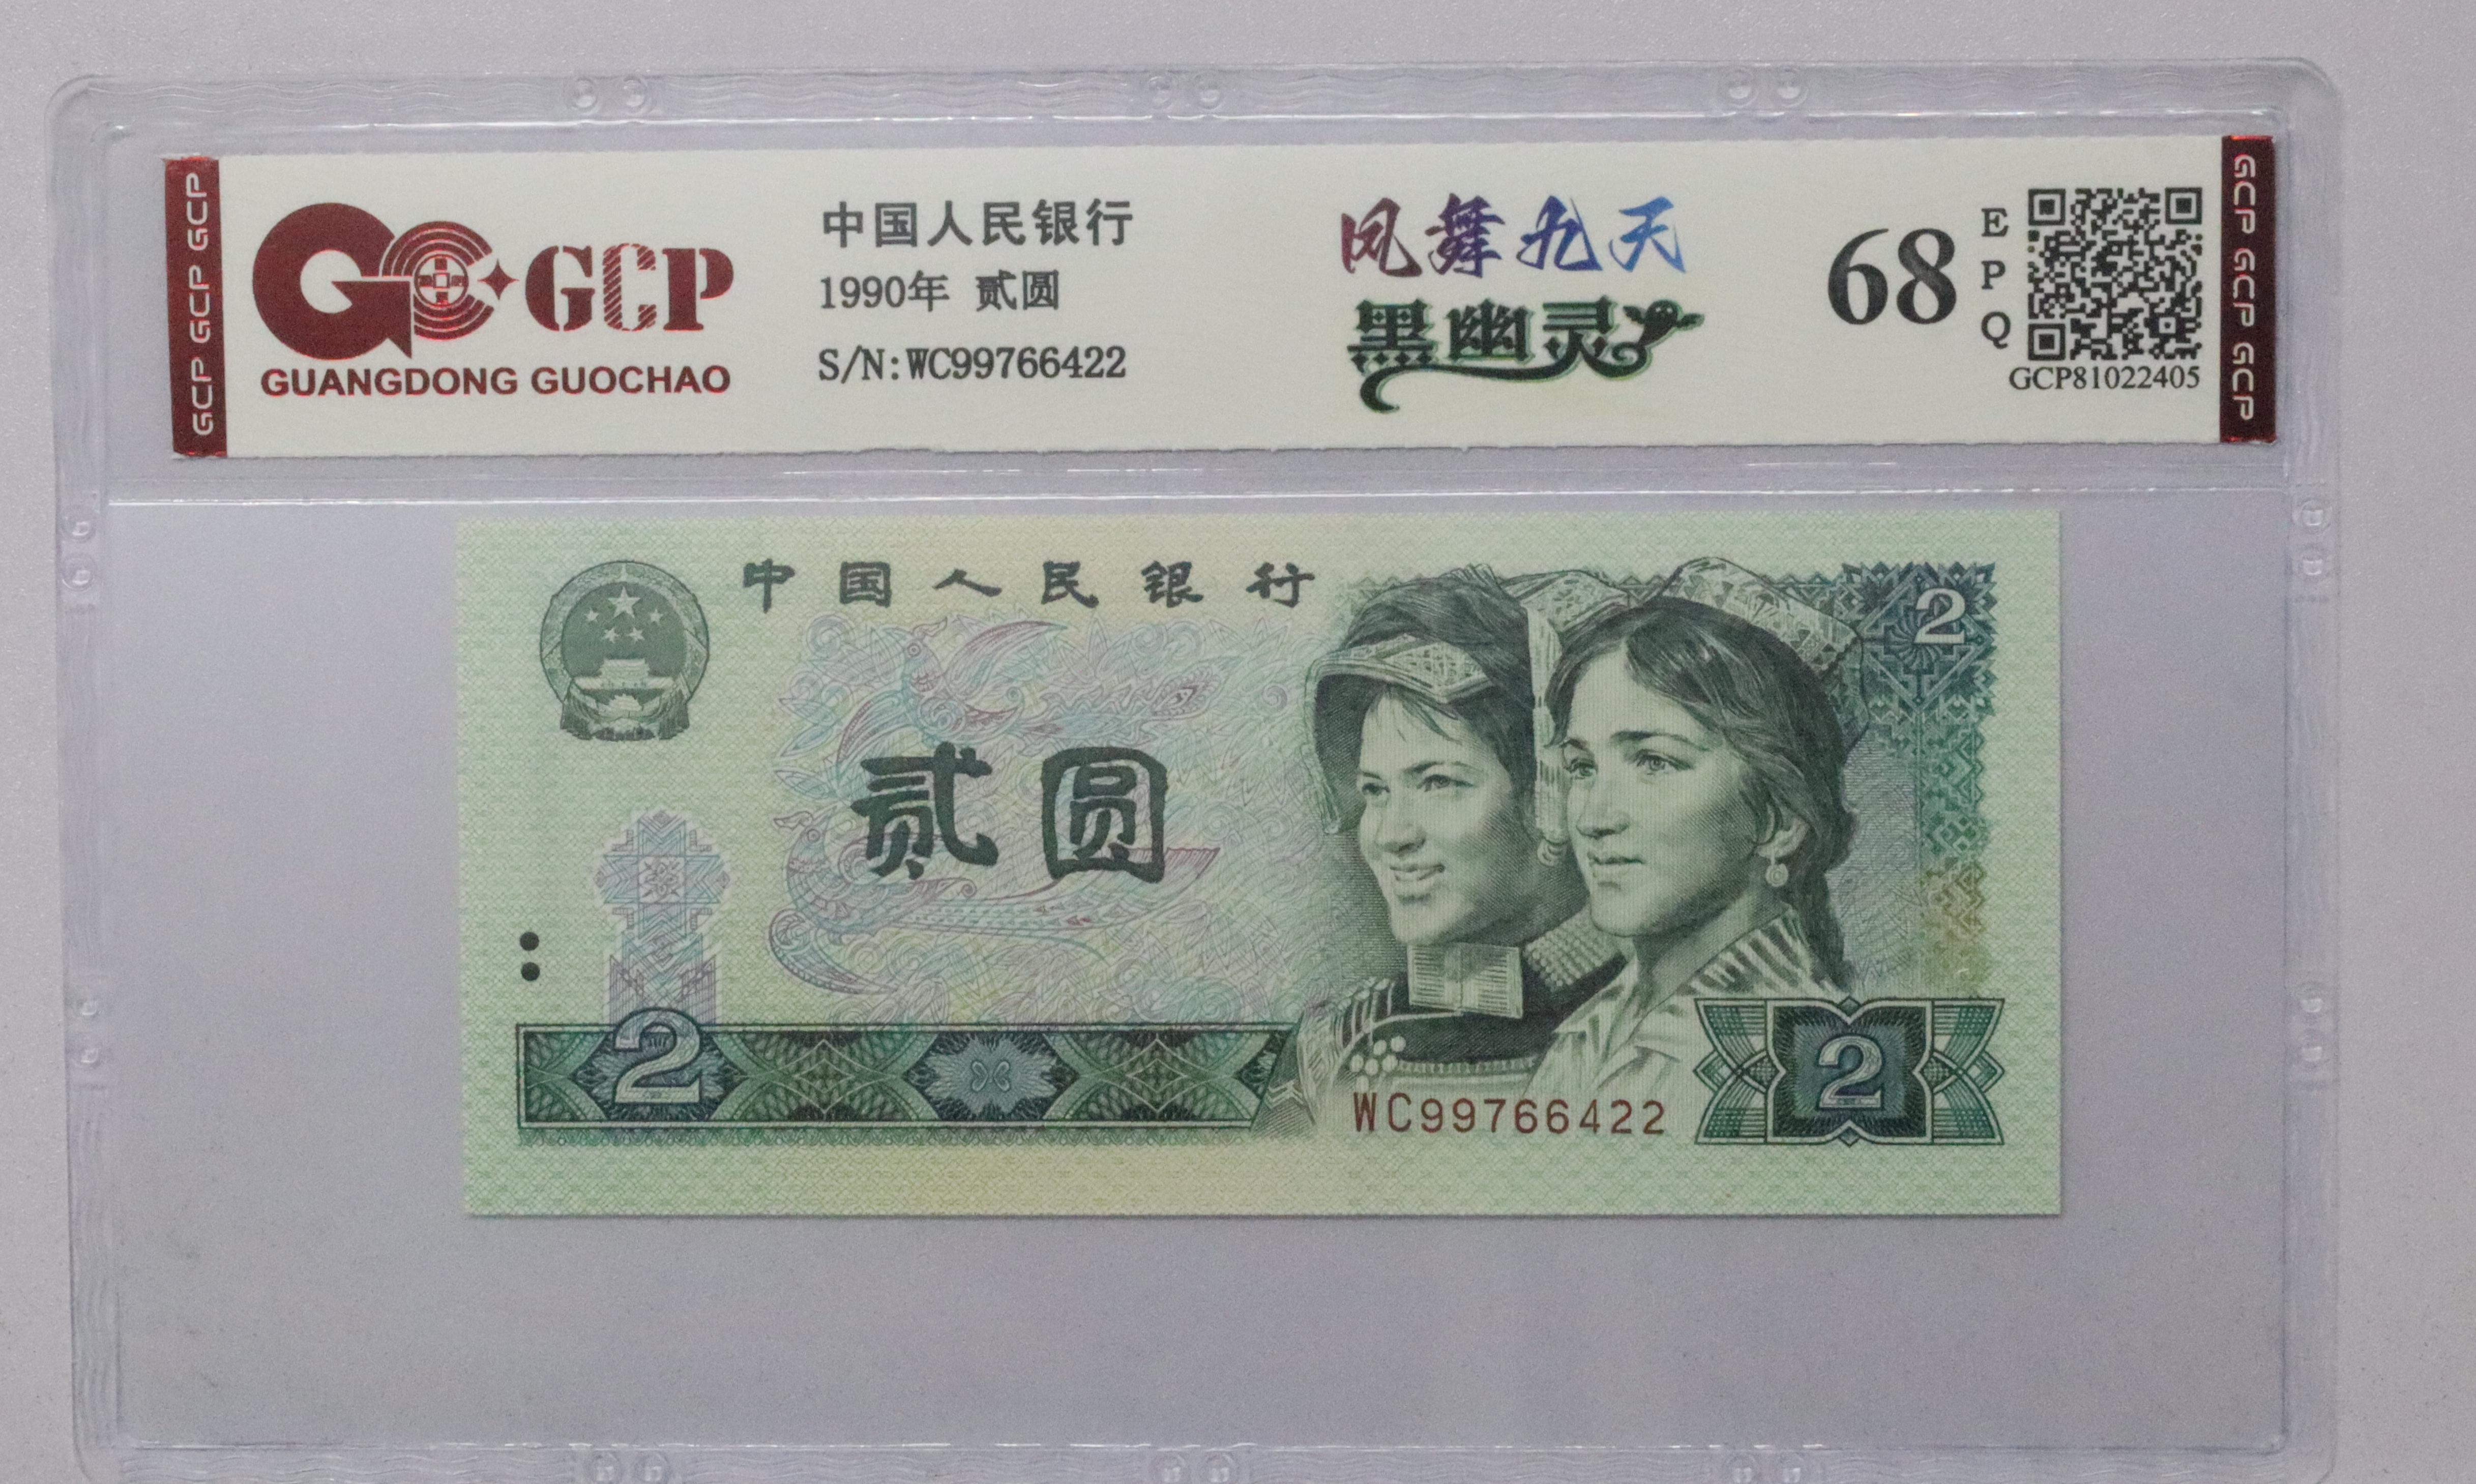 GCP GCP GCP
GCP
GUANGDONG GUOCHAO
中国人民银行
1990年 贰圆
S/N:WC99766422
凤舞九天
黑幽灵
68
E
P
Q
GCP81022405
GCP GCP GCP
中国人民银行
2
贰圆
2
WC99766422
2